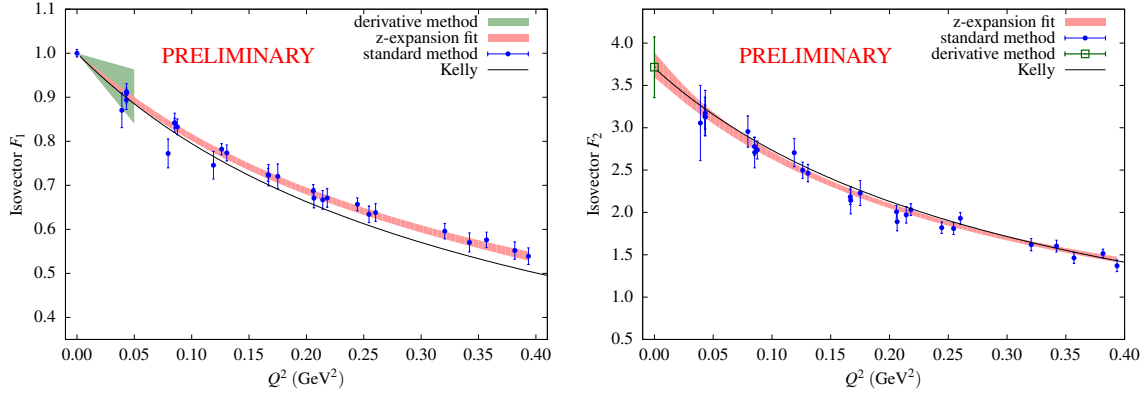 1.1
1.0
0.9
0.8
0.7
0.6
0.5
0.4
Isovector F₁
0.00 0.05 0.10 0.15 0.20 0.25 0.30 0.35 0.40
Q² (GeV²)
PRELIMINARY
derivative method
z-expansion fit
standard method
Kelly
4.0
3.5
3.0
2.5
2.0
1.5
1.0
0.5
Isovector F₂
0.00 0.05 0.10 0.15 0.20 0.25 0.30 0.35 0.40
Q² (GeV²)
PRELIMINARY
z-expansion fit
standard method
derivative method
Kelly